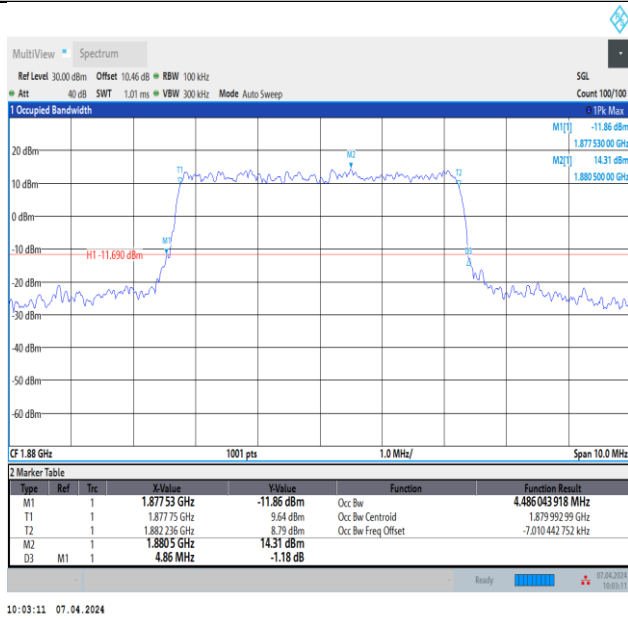 MultiView Spectrum
Ref Level 30.00 dBm Offset 10.46 dB RBW 100 kHz SGL
Att 40 dB SWT 1.01 ms VBW 300 kHz Mode Auto Sweep Count 100/100
1 Occupied Bandwidth 1Pk Max
M1[1] -11.86 dBm
1.877 530 00 GHz
M2[1] 14.31 dBm
1.880 500 00 GHz
20 dBm
M2
T1 T2
10 dBm
0 dBm
M1
-10 dBm
H1 -11.690 dBm
D3
-20 dBm
-30 dBm
-40 dBm
-50 dBm
-60 dBm
CF 1.88 GHz 1001 pts 1.0 MHz/ Span 10.0 MHz
2 Marker Table
Type Ref Trc X-Value Y-Value Function Function Result
M1 1 1.87753 GHz -11.86 dBm Occ Bw 4.486 043 918 MHz
T1 1 1.87775 GHz 9.64 dBm Occ Bw Centroid 1.879 992 99 GHz
T2 1 1.882 236 GHz 8.79 dBm Occ Bw Freq Offset -7.010 442 752 kHz
M2 1 1.8805 GHz 14.31 dBm
D3 M1 1 4.86 MHz -1.18 dB
Ready 07.04.2024
10:03:11
10:03:11 07.04.2024